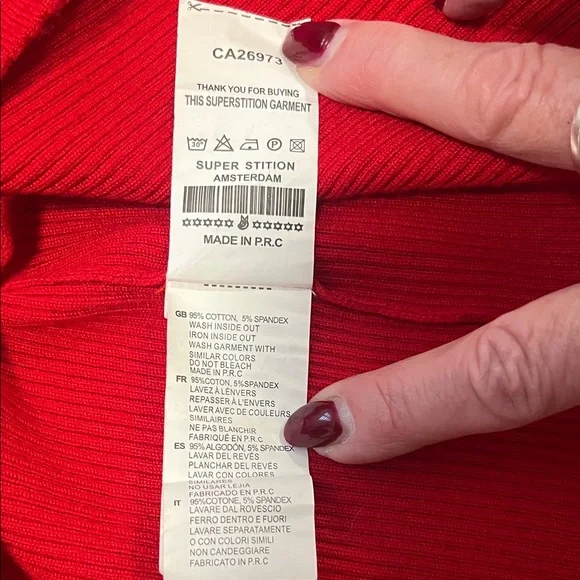 CA26973
THANK YOU FOR BUYING
THIS SUPERSTITION GARMENT
30°
P
SUPER STITION
AMSTERDAM
MADE IN P.R.C
GB 95% COTTON, 5% SPANDEX
WASH INSIDE OUT
IRON INSIDE OUT
WASH GARMENT WITH
SIMILAR COLORS
DO NOT BLEACH
MADE IN P.R.C
FR 95%COTON, 5%SPANDEX
LAVEZ À LÉNVERS
REPASSER À L'ENVERS
LAVER AVEC DE COULEURS
SIMILAIRES
NE PAS BLANCHIR
FABRIQUÉ EN P.R.C
ES 95% ALGODÓN, 5% SPANDEX
LAVAR DEL REVÉS
PLANCHAR DEL REVÉS
LAVAR CON COLORES
SIMILARES
NO USAR LEJIA
FABRICADO EN P.R.C
IT 95%COTONE, 5% SPANDEX
LAVARE DAL ROVESCIO
FERRO DENTRO E FUORI
LAVARE SEPARATAMENTE
O CON COLORI SIMILI
NON CANDEGGIARE
FABRICATO IN P.R.C